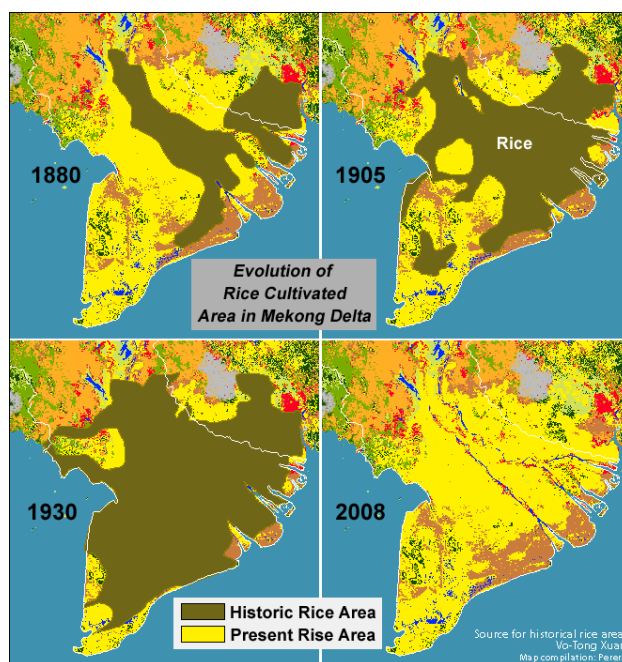 1880
1905
Rice
Evolution of
Rice Cultivated
Area in Mekong Delta
1930
2008
Historic Rice Area
Present Rise Area
Source for historical rice area
Vo-Tong Xuan
Map compilation: Perer